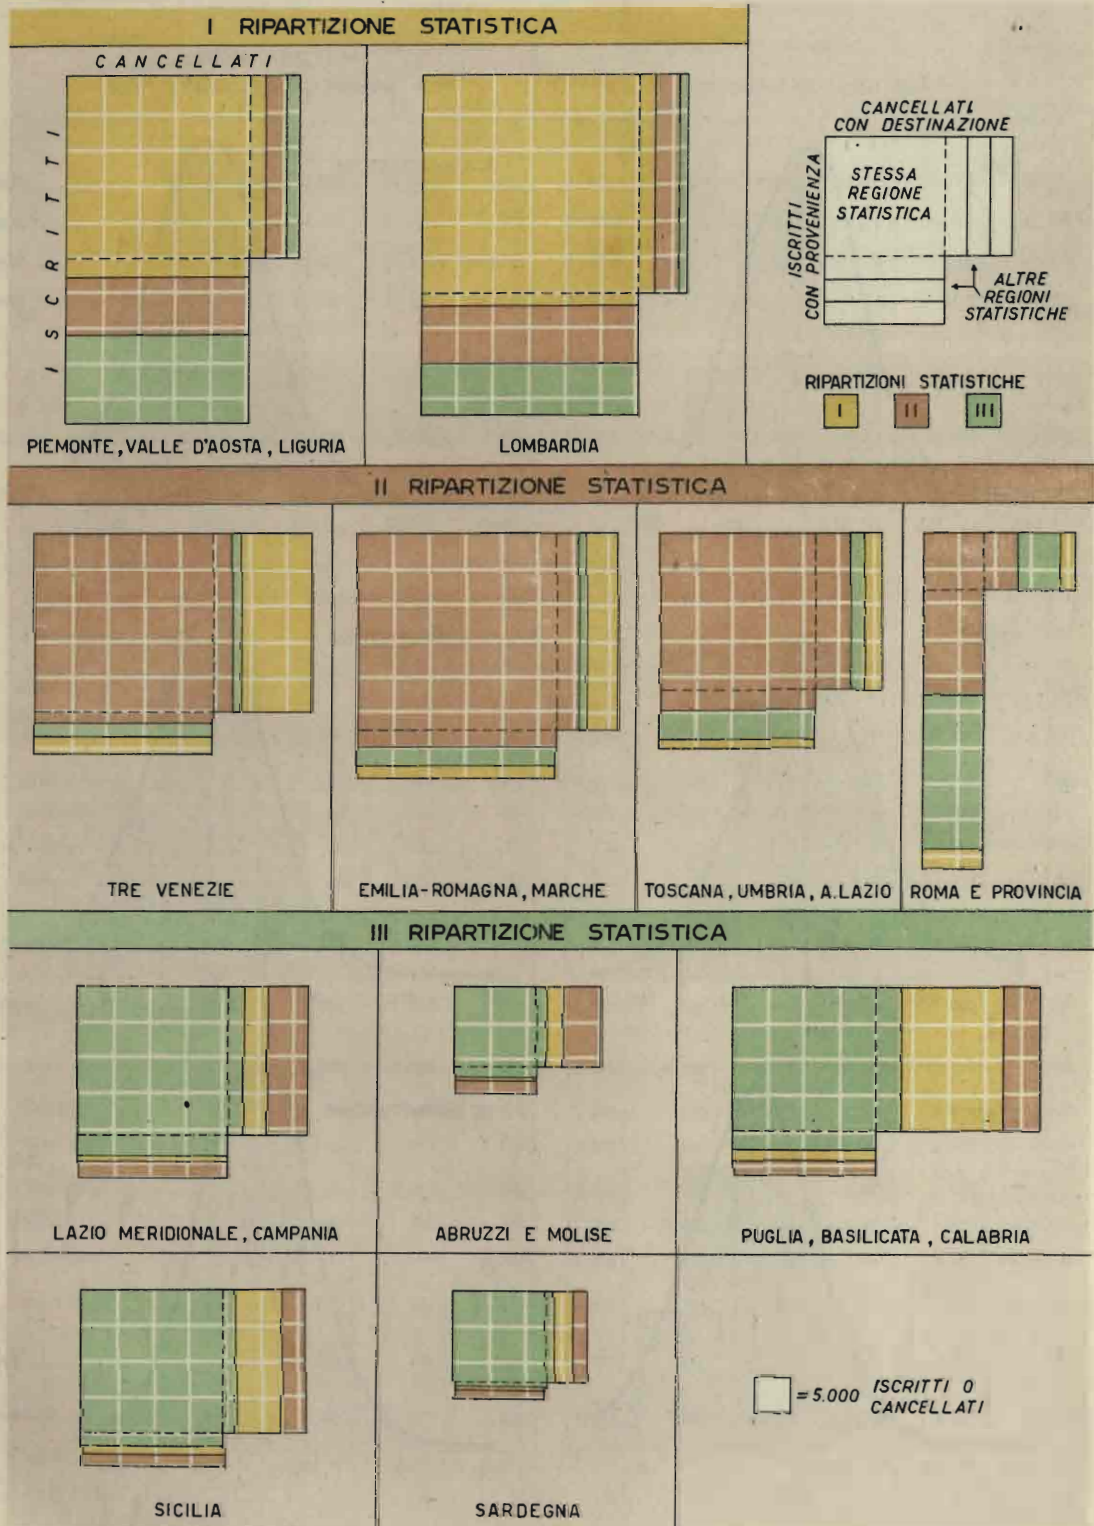 I RIPARTIZIONE STATISTICA
CANCELLATI
ISCRITTI
PIEMONTE, VALLE D'AOSTA, LIGURIA
LOMBARDIA
CANCELLATI
CON DESTINAZIONE
ISCRITTI
CON PROVENIENZA
STESSA
REGIONE
STATISTICA
ALTRE
REGIONI
STATISTICHE
RIPARTIZIONI STATISTICHE
I II III
II RIPARTIZIONE STATISTICA
TRE VENEZIE
EMILIA-ROMAGNA, MARCHE
TOSCANA, UMBRIA, A.LAZIO
ROMA E PROVINCIA
III RIPARTIZIONE STATISTICA
LAZIO MERIDIONALE, CAMPANIA
ABRUZZI E MOLISE
PUGLIA, BASILICATA, CALABRIA
SICILIA
SARDEGNA
=5.000 ISCRITTI O
CANCELLATI